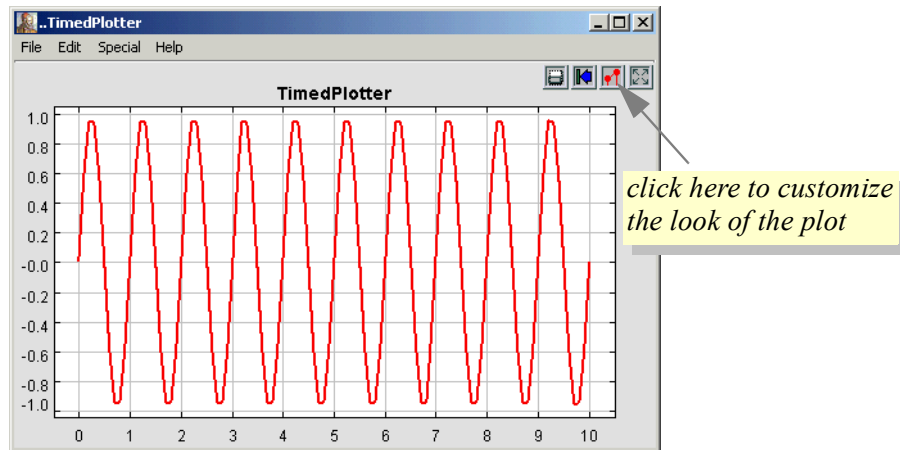 ..TimedPlotter
File Edit Special Help
TimedPlotter
1.0
0.8
0.6
0.4
0.2
-0.0
-0.2
-0.4
-0.6
-0.8
-1.0
0 1 2 3 4 5 6 7 8 9 10
click here to customize
the look of the plot